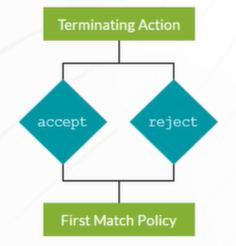 Terminating Action
accept
reject
First Match Policy